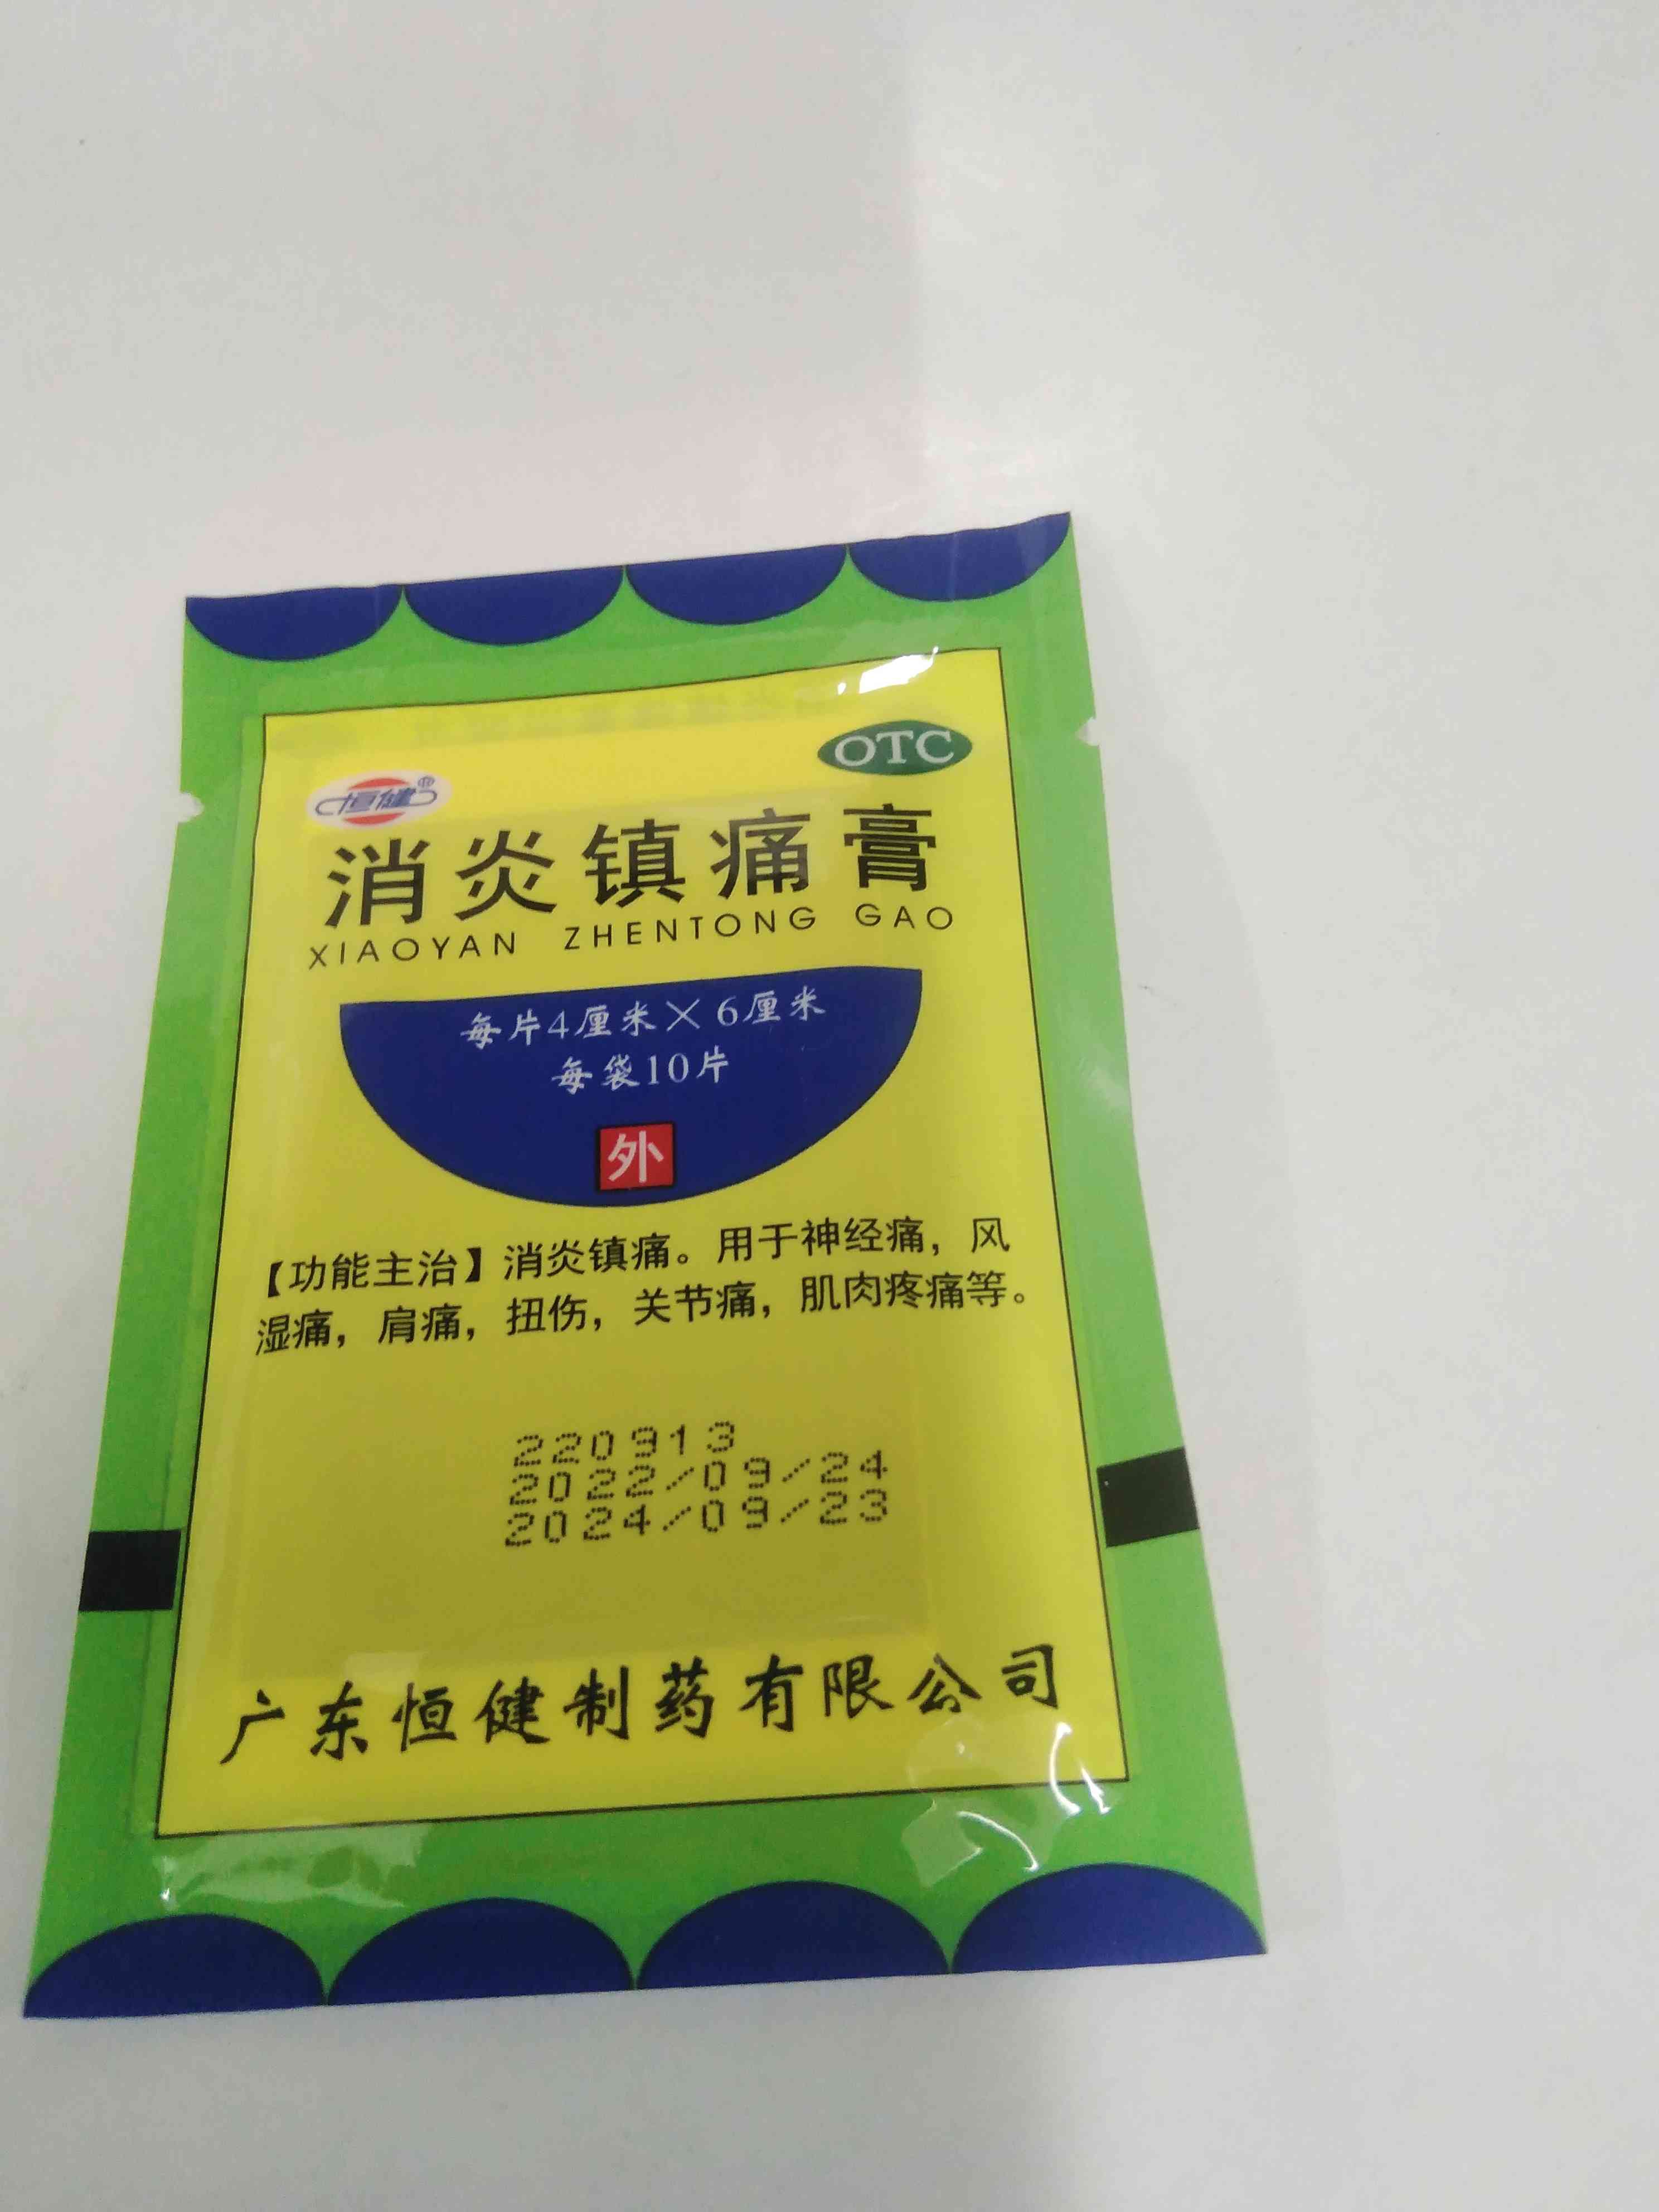 OTC
恒健®
消炎镇痛膏
XIAOYAN ZHENTONG GAO
每片4厘米×6厘米
每袋10片
外
【功能主治】消炎镇痛。用于神经痛，风
湿痛，肩痛，扭伤，关节痛，肌肉疼痛等。
220913
2022/09/24
2024/09/23
广东恒健制药有限公司